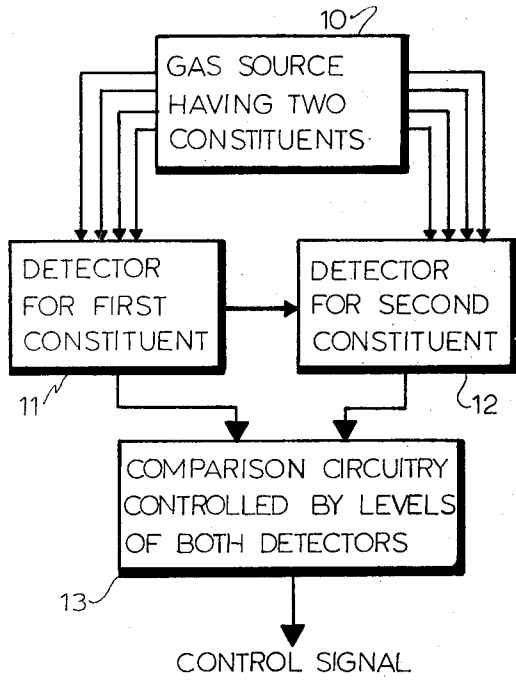 10
GAS SOURCE
HAVING TWO
CONSTITUENTS
DETECTOR
FOR FIRST
CONSTITUENT
DETECTOR
FOR SECOND
CONSTITUENT
11
12
COMPARISON CIRCUITRY
CONTROLLED BY LEVELS
OF BOTH DETECTORS
13
CONTROL SIGNAL